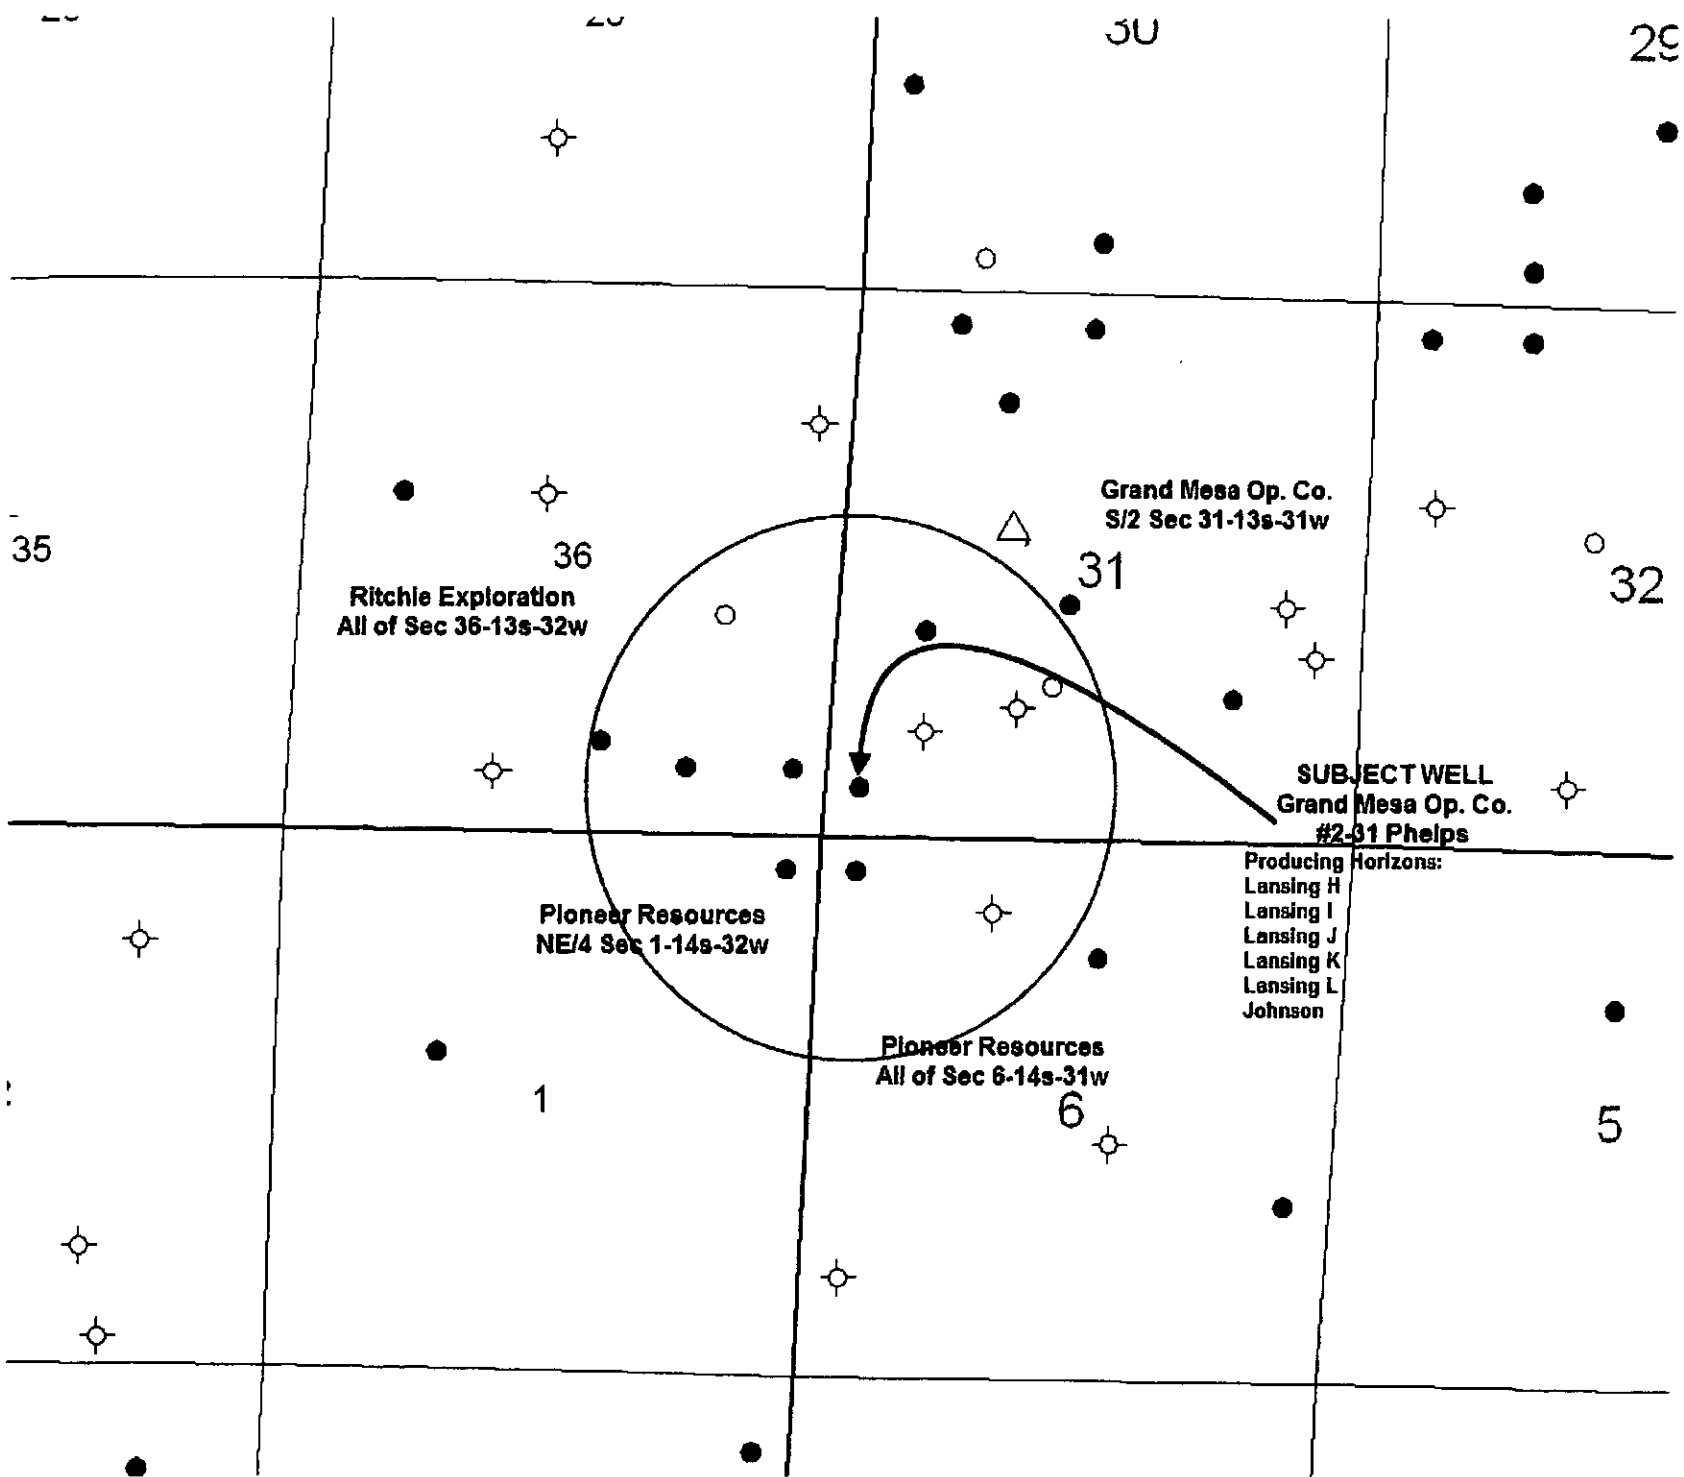 30
29
Grand Mesa Op. Co.
S/2 Sec 31-13s-31w
35
36
31
32
Ritchie Exploration
All of Sec 36-13s-32w
SUBJECT WELL
Grand Mesa Op. Co.
#2-31 Phelps
Producing Horizons:
Lansing H
Lansing I
Lansing J
Lansing K
Lansing L
Johnson
Pioneer Resources
NE/4 Sec 1-14s-32w
Pioneer Resources
All of Sec 6-14s-31w
1
6
5